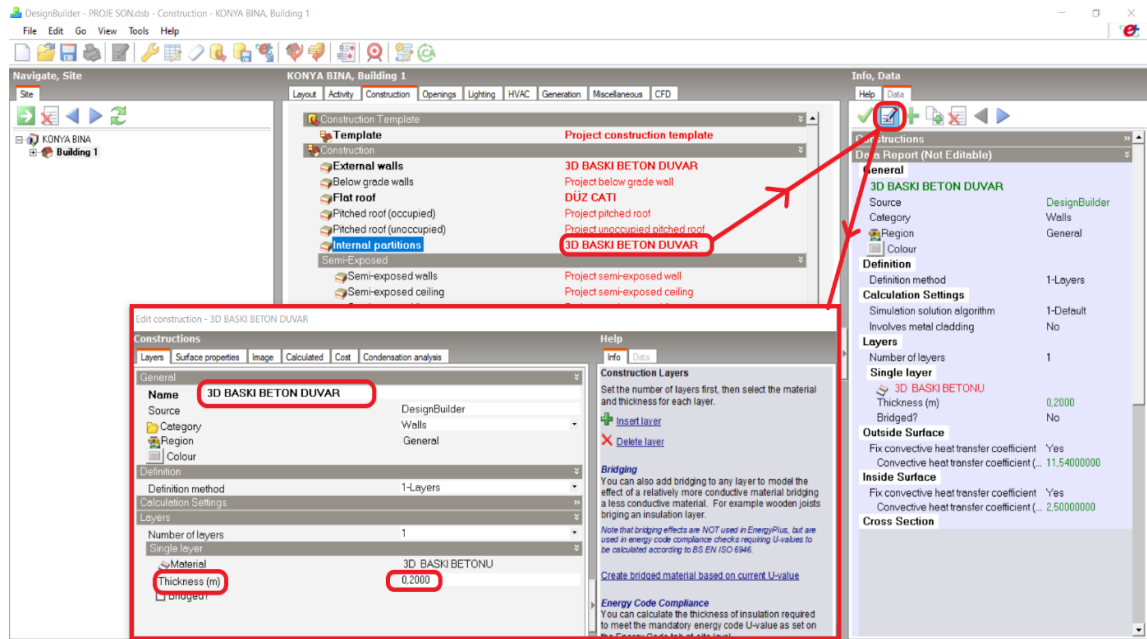 DesignBuilder - PROJE SON.dsb - Construction - KONYA BINA, Building 1
File Edit Go View Tools Help
Navigate, Site
Site
KONYA BINA
Building 1
KONYA BINA, Building 1
Layout Activity Construction Openings Lighting HVAC Generation Miscellaneous CFD
Construction Template
Template Project construction template
Construction
External walls 3D BASKI BETON DUVAR
Below grade walls Project below grade wall
Flat roof DÜZ CATI
Pitched roof (occupied) Project pitched roof
Pitched roof (unoccupied) Project unoccupied pitched roof
Internal partitions 3D BASKI BETON DUVAR
Semi-Exposed
Semi-exposed walls Project semi-exposed wall
Semi-exposed ceiling Project semi-exposed ceiling
Edit construction - 3D BASKI BETON DUVAR
Constructions
Layers Surface properties Image Calculated Cost Condensation analysis
General
Name 3D BASKI BETON DUVAR
Source DesignBuilder
Category Walls
Region General
Colour
Definition
Definition method 1-Layers
Calculation Settings
Layers
Number of layers 1
Single layer
Material 3D BASKI BETONU
Thickness (m) 0,2000
Bridged?
Help
Info Data
Construction Layers
Set the number of layers first, then select the material
and thickness for each layer.
Insert layer
Delete layer
Bridging
You can also add bridging to any layer to model the
effect of a relatively more conductive material bridging
a less conductive material. For example wooden joists
briging an insulation layer.
Note that bridging effects are NOT used in EnergyPlus, but are
used in energy code compliance checks requiring U-values to
be calculated according to BS EN ISO 6946.
Create bridged material based on current U-value
Energy Code Compliance
You can calculate the thickness of insulation required
to meet the mandatory energy code U-value as set on
the Energy Code tab at site level.
Info, Data
Help Data
Constructions
Data Report (Not Editable)
General
3D BASKI BETON DUVAR
Source DesignBuilder
Category Walls
Region General
Colour
Definition
Definition method 1-Layers
Calculation Settings
Simulation solution algorithm 1-Default
Involves metal cladding No
Layers
Number of layers 1
Single layer
3D BASKI BETONU
Thickness (m) 0,2000
Bridged? No
Outside Surface
Fix convective heat transfer coefficient Yes
Convective heat transfer coefficient (... 11,54000000
Inside Surface
Fix convective heat transfer coefficient Yes
Convective heat transfer coefficient (... 2,50000000
Cross Section